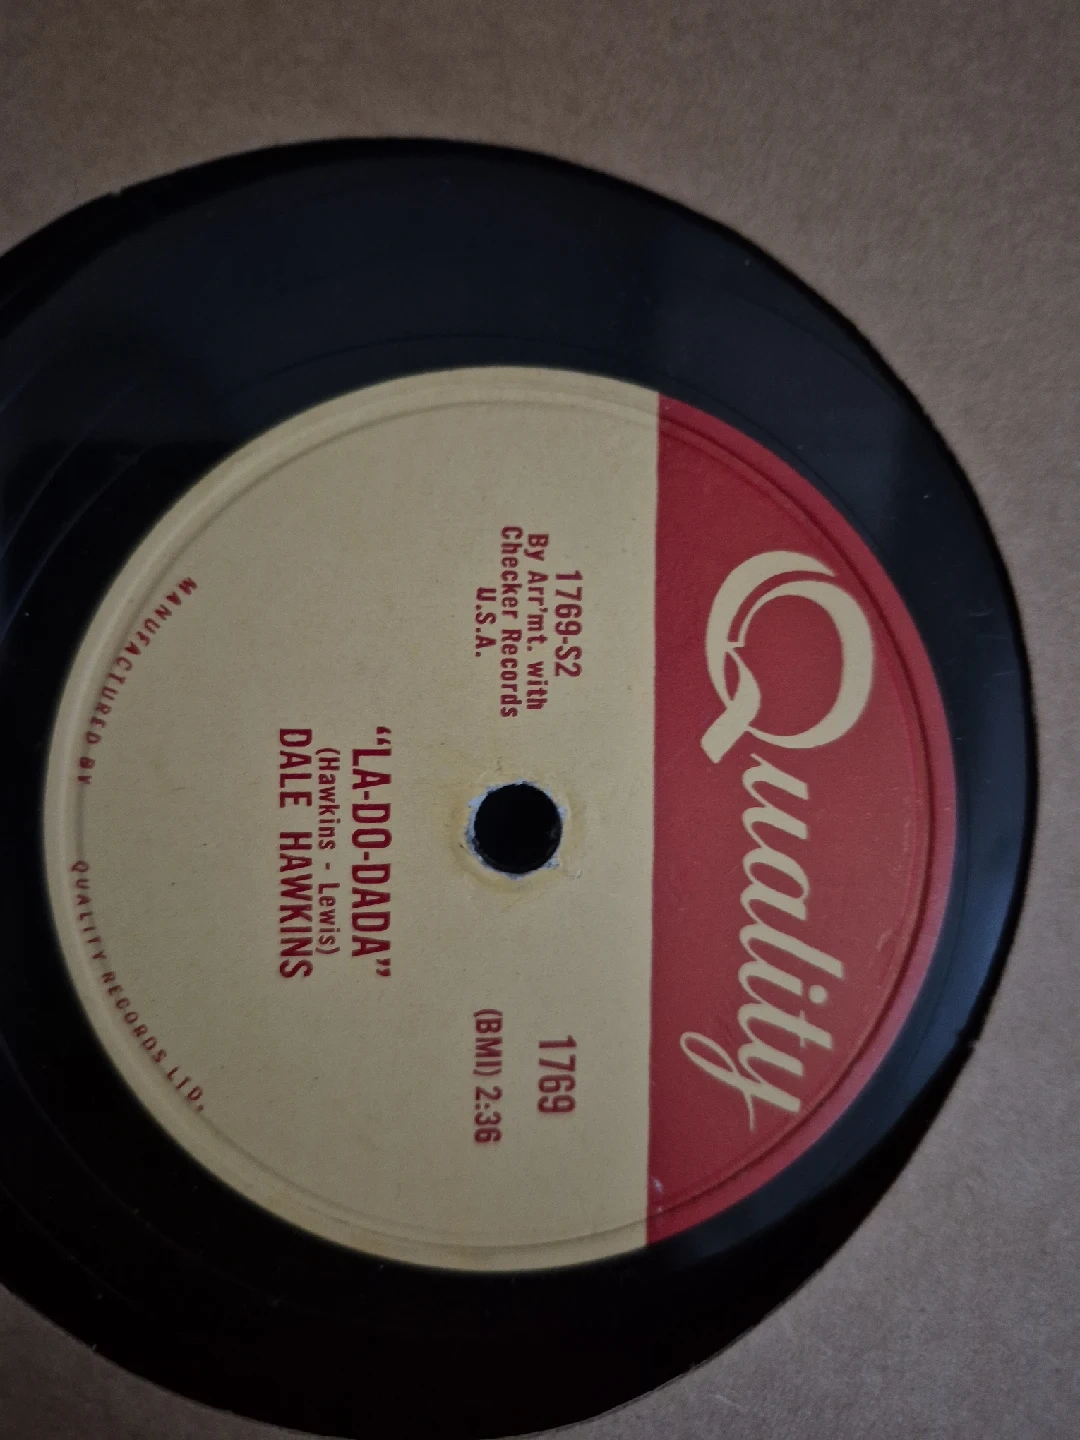 Quality
1769-S2
By Arr'mt. with
Checker Records
U.S.A.
1769
(BMI) 2:36
"LA-DO-DADA"
(Hawkins - Lewis)
DALE HAWKINS
MANUFACTURED BY QUALITY RECORDS LTD.